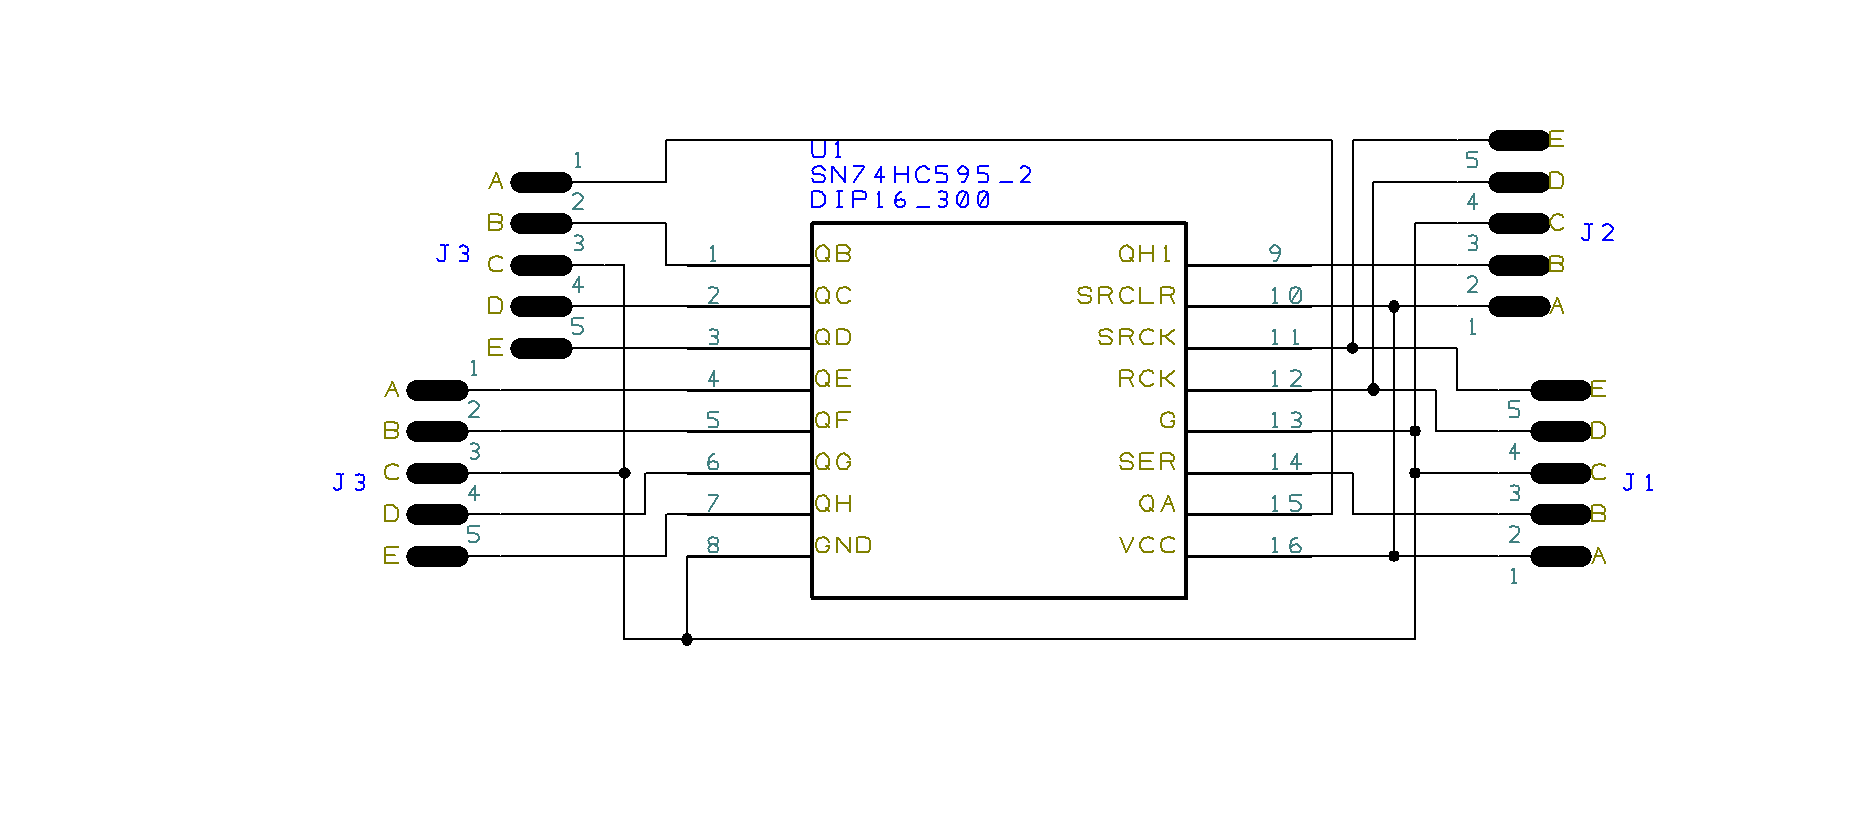 U1
SN74HC595_2
DIP16_300
J3
A 1
B 2
C 3
D 4
E 5
J3
A 1
B 2
C 3
D 4
E 5
1 QB
2 QC
3 QD
4 QE
5 QF
6 QG
7 QH
8 GND
QH1 9
SRCLR 10
SRCK 11
RCK 12
G 13
SER 14
QA 15
VCC 16
J2
5 E
4 D
3 C
2 B
1 A
J1
5 E
4 D
3 C
2 B
1 A